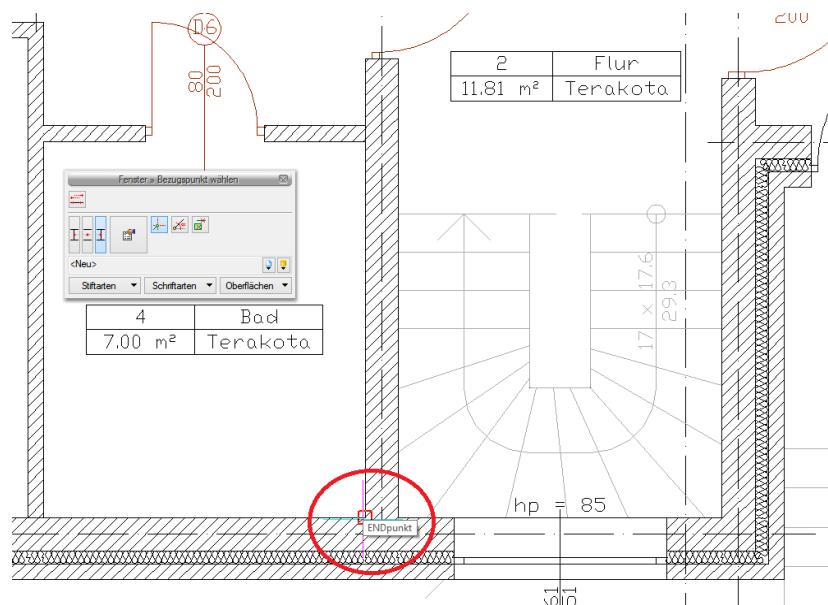 D6
80
200
200
2 Flur
11.81 m² Terakota
Fenster » Bezugspunkt wählen
<Neu>
Stiftarten Schriftarten Oberflächen
4 Bad
7.00 m² Terakota
17 x 17.6
29.3
hp = 85
ENDpunkt